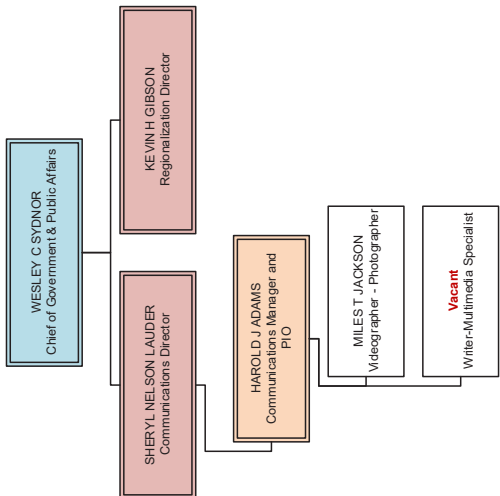 WESLEY C SYDNOR
Chief of Government & Public Affairs
SHERYL NELSON LAUDER
Communications Director
KEVIN H GIBSON
Regionalization Director
HAROLD J ADAMS
Communications Manager and
PIO
MILES T JACKSON
Videographer - Photographer
Vacant
Writer-Multimedia Specialist